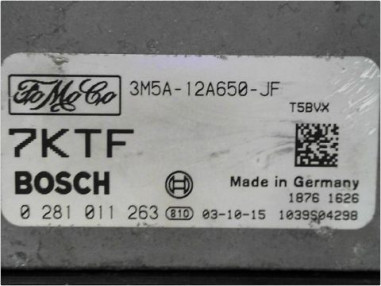 FoMoCo 3M5A-12A650-JF
T5BVX
7KTF
BOSCH Made in Germany
1876 1626
0 281 011 263 810 03-10-15 1039S04298